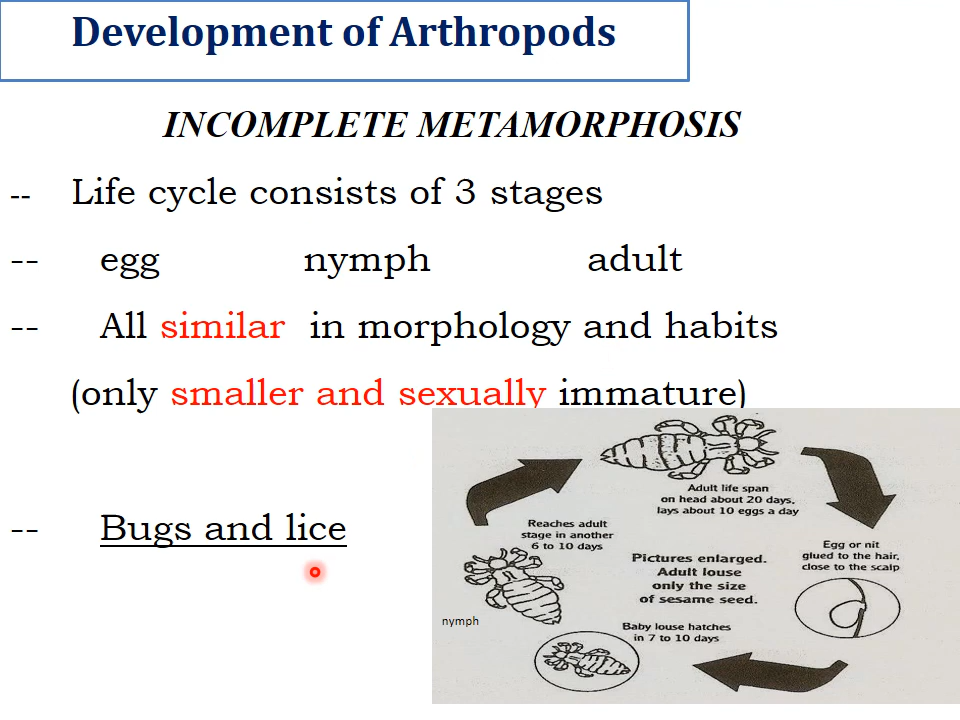 Development of Arthropods
INCOMPLETE METAMORPHOSIS
-- Life cycle consists of 3 stages
-- egg nymph adult
-- All similar in morphology and habits
(only smaller and sexually immature)
-- Bugs and lice
Adult life span
on head about 20 days,
lays about 10 eggs a day
Reaches adult
stage in another
6 to 10 days
Egg or nit
glued to the hair,
close to the scalp
Pictures enlarged.
Adult louse
only the size
of sesame seed.
nymph
Baby louse hatches
in 7 to 10 days